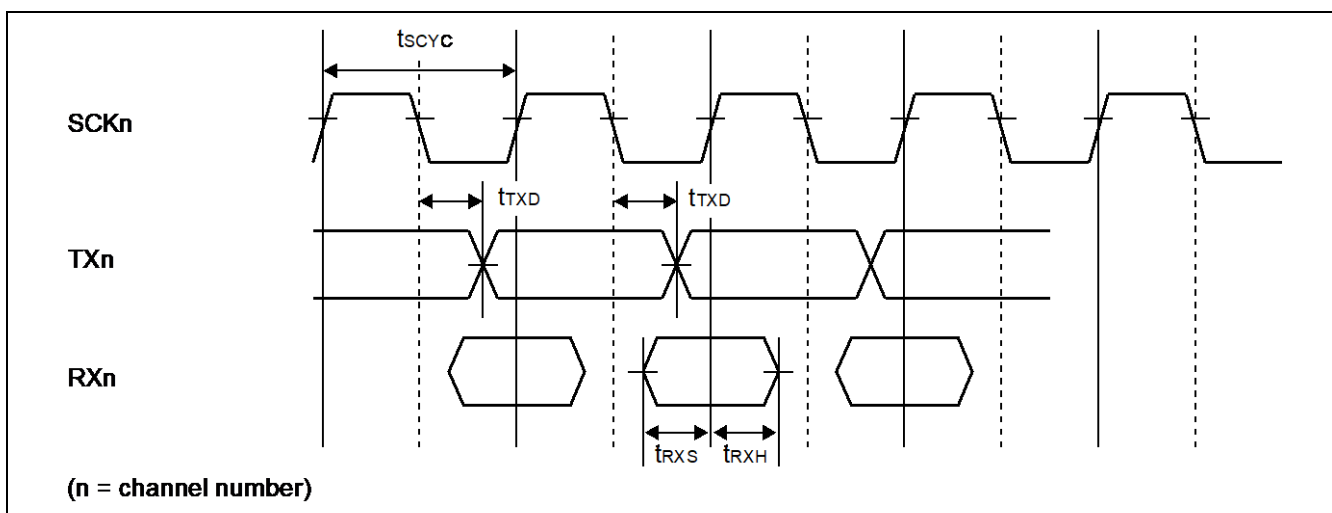 tSCYC
SCKn
tTXD tTXD
TXn
RXn
tRXS tRXH
(n = channel number)